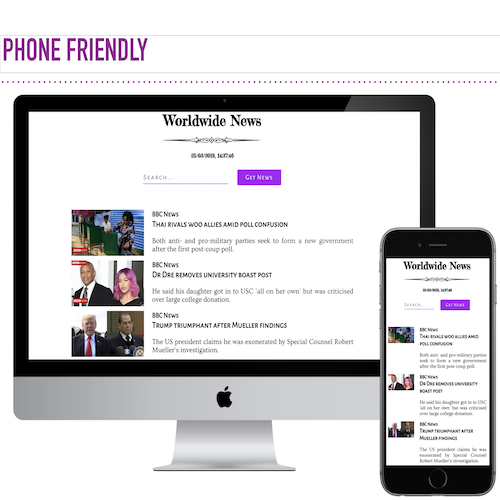 PHONE FRIENDLY
Worldwide News
25/03/2019, 14:37:46
SEARCH...
GET NEWS
BBC NEWS
THAI RIVALS WOO ALLIES AMID POLL CONFUSION
Both anti- and pro-military parties seek to form a new government
after the first post-coup poll.
BBC NEWS
DR DRE REMOVES UNIVERSITY BOAST POST
He said his daughter got in to USC 'all on her own' but was criticised
over large college donation.
BBC NEWS
TRUMP TRIUMPHANT AFTER MUELLER FINDINGS
The US president claims he was exonerated by Special Counsel Robert
Mueller's investigation.
Worldwide News
SEARCH...
GET NEWS
BBC NEWS
THAI RIVALS WOO ALLIES AMID
POLL CONFUSION
Both anti- and pro-military parties
seek to form a new government after
the first post-coup poll.
BBC NEWS
DR DRE REMOVES UNIVERSITY
BOAST POST
He said his daughter got in to USC
'all on her own' but was criticised
over large college donation.
BBC NEWS
TRUMP TRIUMPHANT AFTER
MUELLER FINDINGS
The US president claims he was
exonerated by Special Counsel
Robert Mueller's investigation.